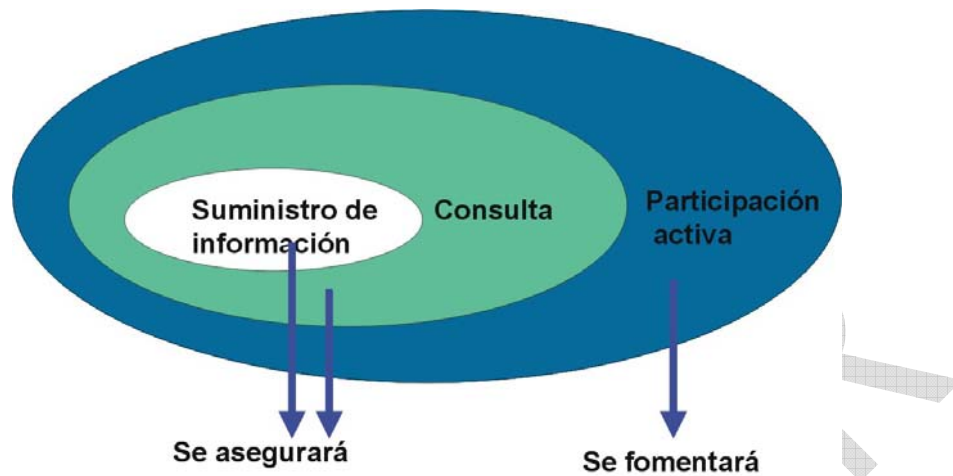 Suministro de
información
Consulta
Participación
activa
Se asegurará
Se fomentará